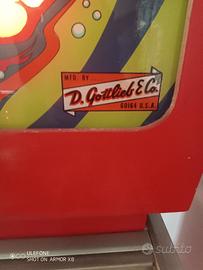 MFD. BY
D. Gottlieb & Co.
60164 U.S.A.
ULEFONE
SHOT ON ARMOR X8
subito